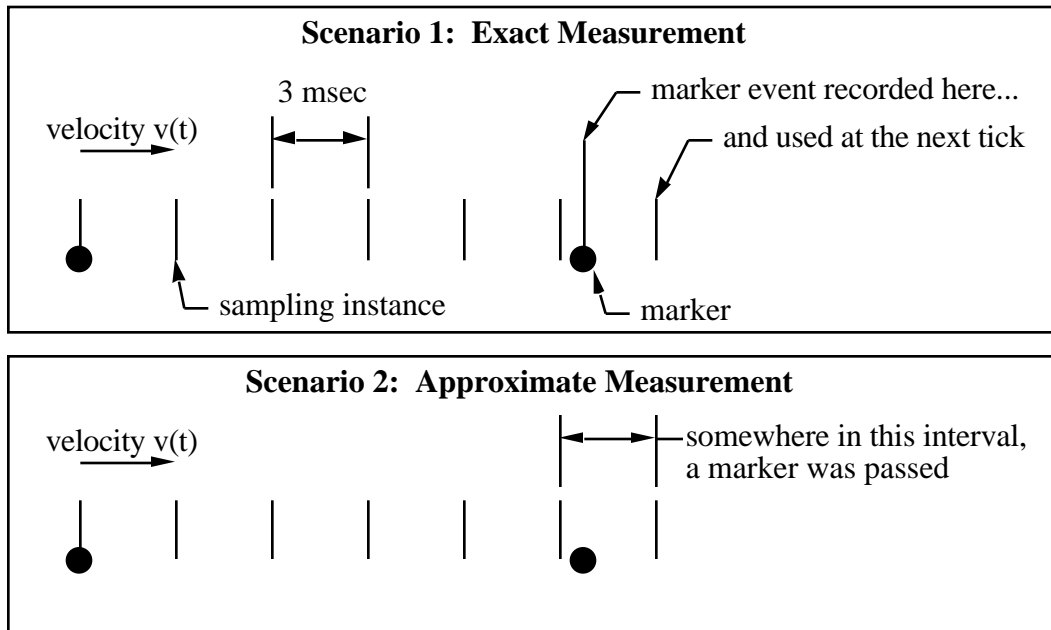 Scenario 1:  Exact Measurement
3 msec
marker event recorded here...
velocity v(t)
and used at the next tick
sampling instance
marker
Scenario 2:  Approximate Measurement
velocity v(t)
somewhere in this interval,
a marker was passed